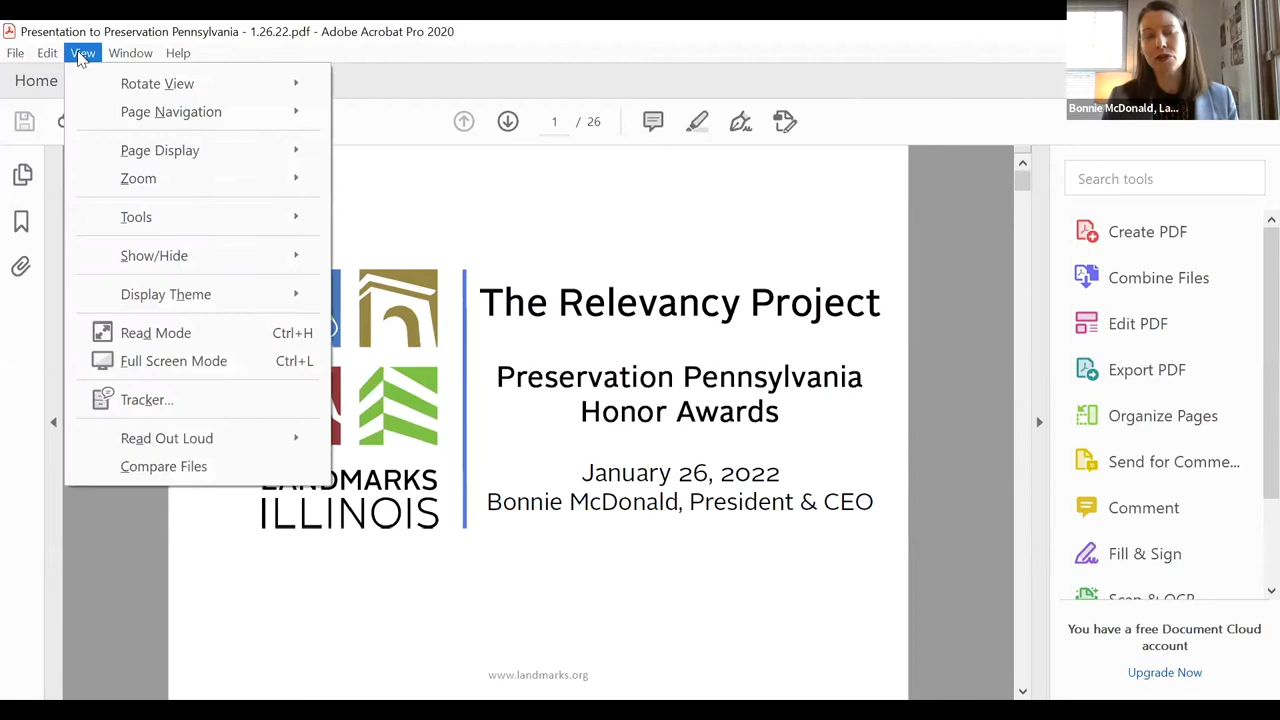 Presentation to Preservation Pennsylvania - 1.26.22.pdf - Adobe Acrobat Pro 2020
File Edit View Window Help
Home
Rotate View
Page Navigation
Page Display
Zoom
Tools
Show/Hide
Display Theme
Read Mode Ctrl+H
Full Screen Mode Ctrl+L
Tracker...
Read Out Loud
Compare Files
1 / 26
The Relevancy Project
Preservation Pennsylvania
Honor Awards
January 26, 2022
Bonnie McDonald, President & CEO
LANDMARKS
ILLINOIS
www.landmarks.org
Bonnie McDonald, La...
Search tools
Create PDF
Combine Files
Edit PDF
Export PDF
Organize Pages
Send for Comme...
Comment
Fill & Sign
Scan & OCR
You have a free Document Cloud
account
Upgrade Now